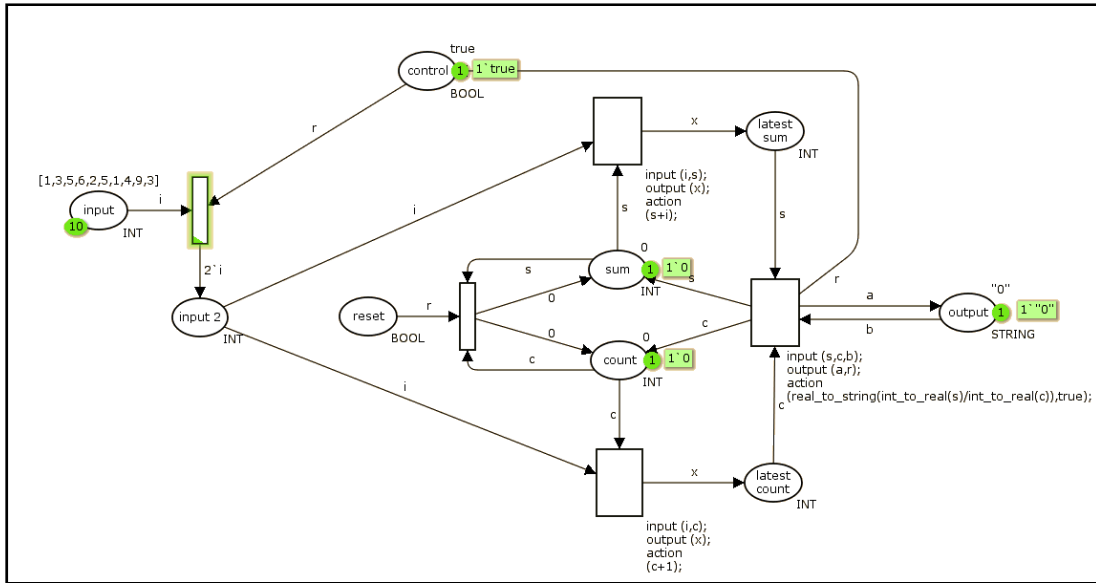 true
control
1
1`true
BOOL
r
x
latest
sum
INT
[1,3,5,6,2,5,1,4,9,3]
input
10
INT
i
i
input (i,s);
output (x);
action
(s+i);
s
s
2`i
0
sum
1
1`0
INT
s
s
r
"0"
a
output
1
1`"0"
STRING
b
input 2
INT
reset
BOOL
r
0
0
0
count
1
1`0
INT
c
c
input (s,c,b);
output (a,r);
action
(real_to_string(int_to_real(s)/int_to_real(c)),true);
i
c
c
x
latest
count
INT
input (i,c);
output (x);
action
(c+1);